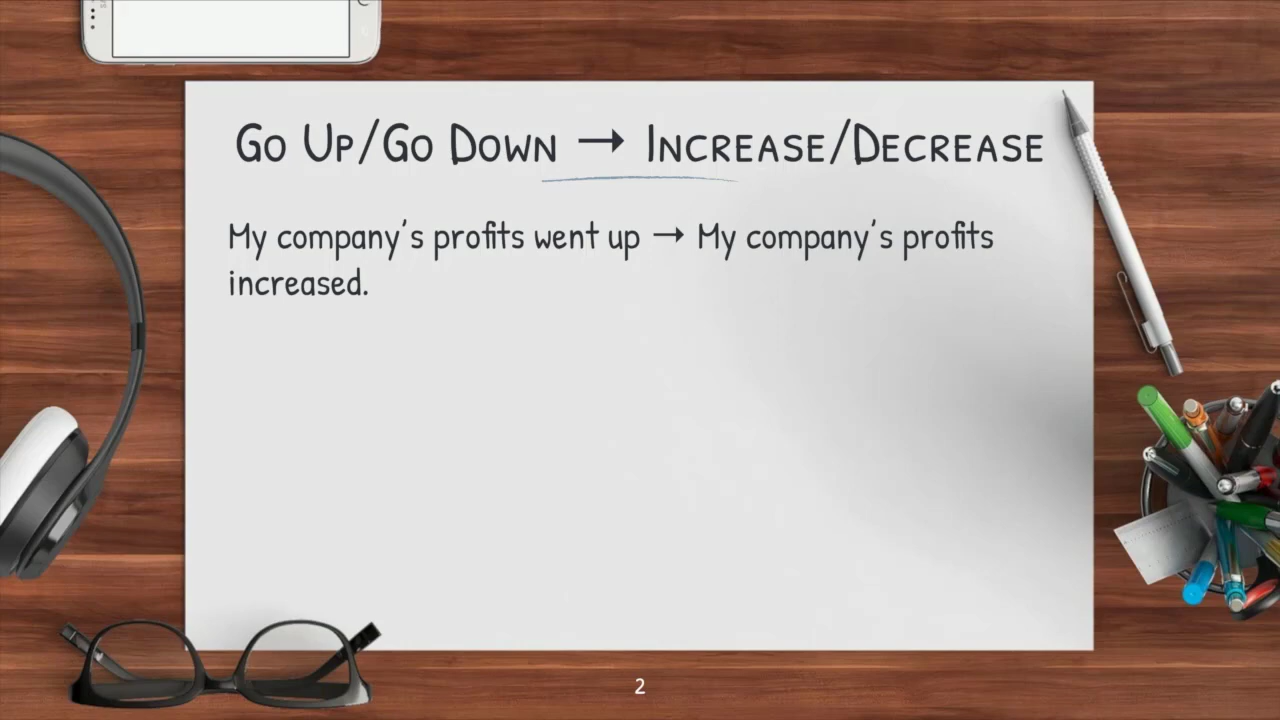 Go Up/Go Down → Increase/Decrease
My company's profits went up → My company's profits
increased.
2